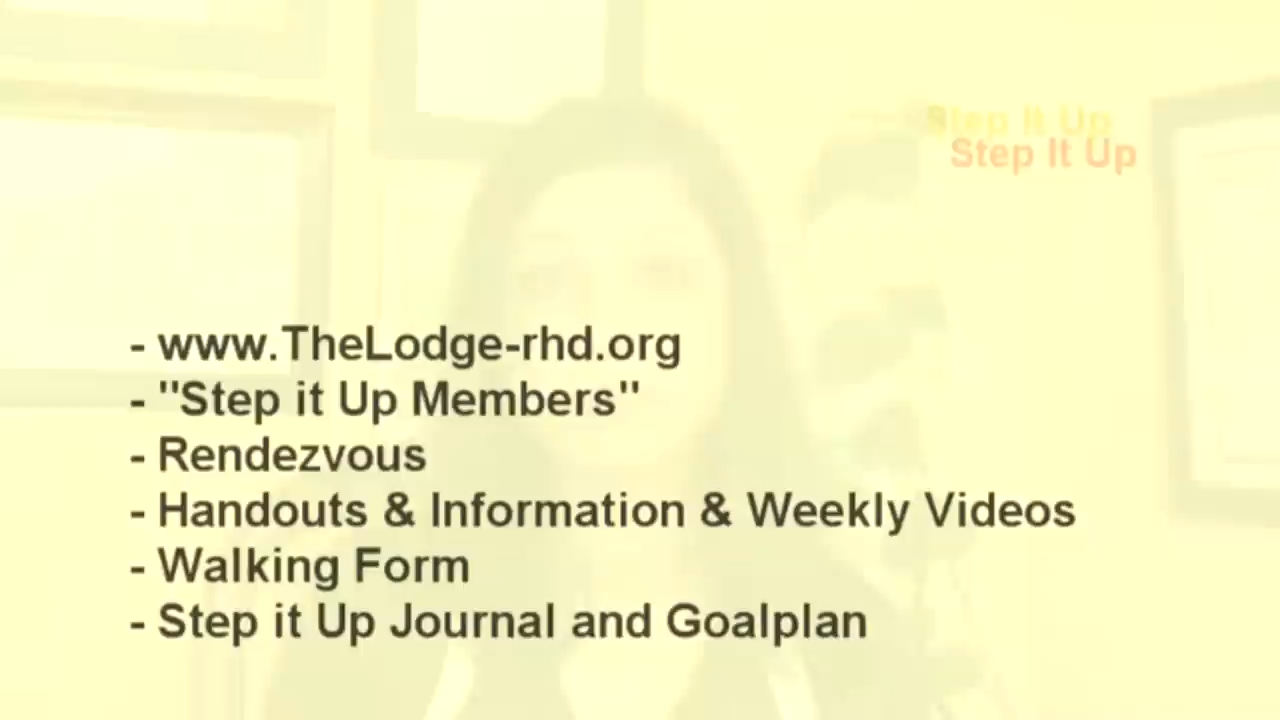 Step It Up
Step It Up
- www.TheLodge-rhd.org
- "Step it Up Members"
- Rendezvous
- Handouts & Information & Weekly Videos
- Walking Form
- Step it Up Journal and Goalplan